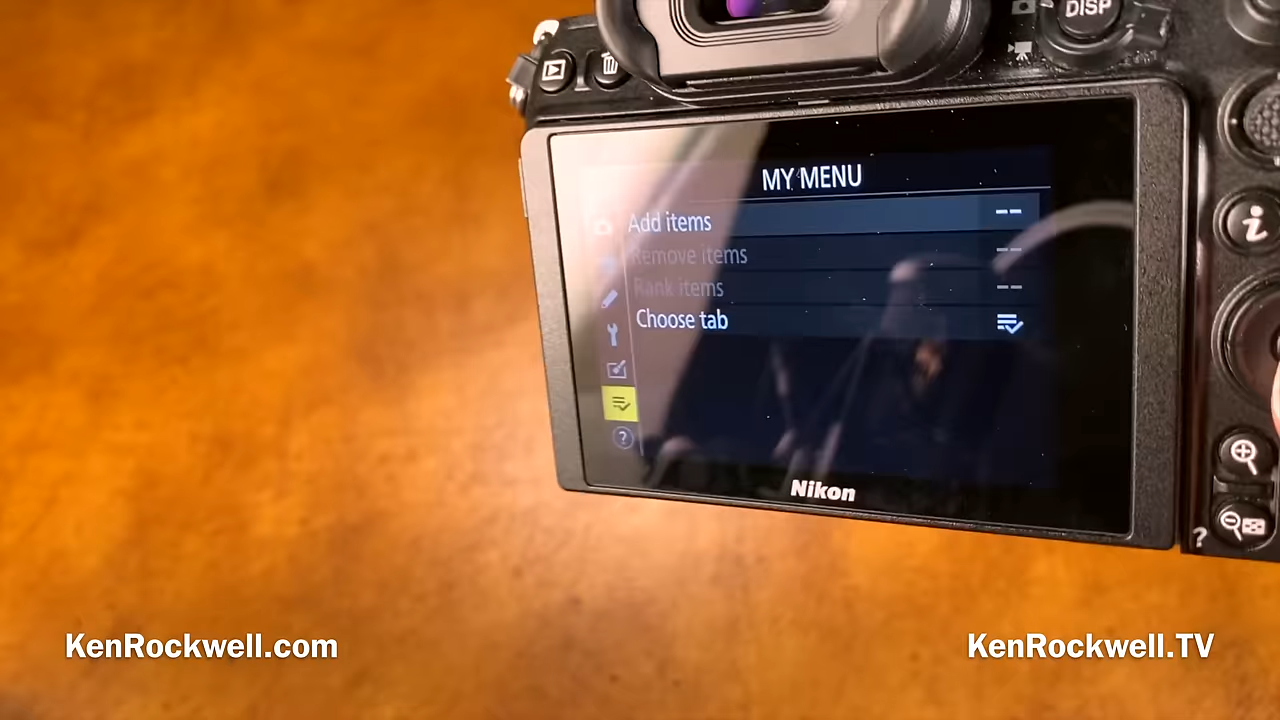 DISP
MY MENU
Add items --
Remove items --
Rank items --
Choose tab
?
i
Nikon
?
KenRockwell.com
KenRockwell.TV